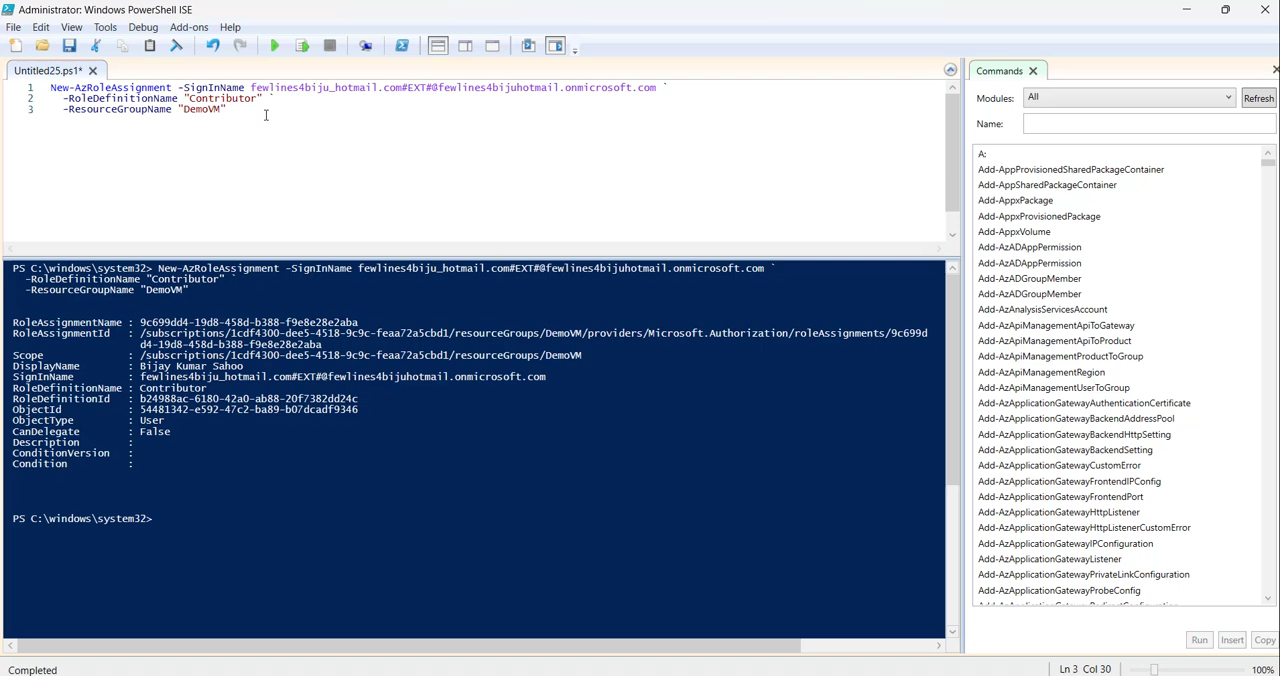 Administrator: Windows PowerShell ISE
File Edit View Tools Debug Add-ons Help
Untitled25.ps1* X
1 New-AzRoleAssignment -SignInName fewlines4biju_hotmail.com#EXT#@fewlines4bijuhotmail.onmicrosoft.com `
2 -RoleDefinitionName "Contributor" `
3 -ResourceGroupName "DemoVM"
PS C:\windows\system32> New-AzRoleAssignment -SignInName fewlines4biju_hotmail.com#EXT#@fewlines4bijuhotmail.onmicrosoft.com `
-RoleDefinitionName "Contributor" `
-ResourceGroupName "DemoVM"
RoleAssignmentName : 9c699dd4-19d8-458d-b388-f9e8e28e2aba
RoleAssignmentId : /subscriptions/1cdf4300-dee5-4518-9c9c-feaa72a5cbd1/resourceGroups/DemoVM/providers/Microsoft.Authorization/roleAssignments/9c699d
d4-19d8-458d-b388-f9e8e28e2aba
Scope : /subscriptions/1cdf4300-dee5-4518-9c9c-feaa72a5cbd1/resourceGroups/DemoVM
DisplayName : Bijay Kumar Sahoo
SignInName : fewlines4biju_hotmail.com#EXT#@fewlines4bijuhotmail.onmicrosoft.com
RoleDefinitionName : Contributor
RoleDefinitionId : b24988ac-6180-42a0-ab88-20f7382dd24c
ObjectId : 54481342-e592-47c2-ba89-b07dcadf9346
ObjectType : User
CanDelegate : False
Description :
ConditionVersion :
Condition :
PS C:\windows\system32>
Commands X
Modules: All Refresh
Name:
A:
Add-AppProvisionedSharedPackageContainer
Add-AppSharedPackageContainer
Add-AppxPackage
Add-AppxProvisionedPackage
Add-AppxVolume
Add-AzADAppPermission
Add-AzADAppPermission
Add-AzADGroupMember
Add-AzADGroupMember
Add-AzAnalysisServicesAccount
Add-AzApiManagementApiToGateway
Add-AzApiManagementApiToProduct
Add-AzApiManagementProductToGroup
Add-AzApiManagementRegion
Add-AzApiManagementUserToGroup
Add-AzApplicationGatewayAuthenticationCertificate
Add-AzApplicationGatewayBackendAddressPool
Add-AzApplicationGatewayBackendHttpSetting
Add-AzApplicationGatewayBackendSetting
Add-AzApplicationGatewayCustomError
Add-AzApplicationGatewayFrontendIPConfig
Add-AzApplicationGatewayFrontendPort
Add-AzApplicationGatewayHttpListener
Add-AzApplicationGatewayHttpListenerCustomError
Add-AzApplicationGatewayIPConfiguration
Add-AzApplicationGatewayListener
Add-AzApplicationGatewayPrivateLinkConfiguration
Add-AzApplicationGatewayProbeConfig
Run Insert Copy
Completed Ln 3 Col 30 100%